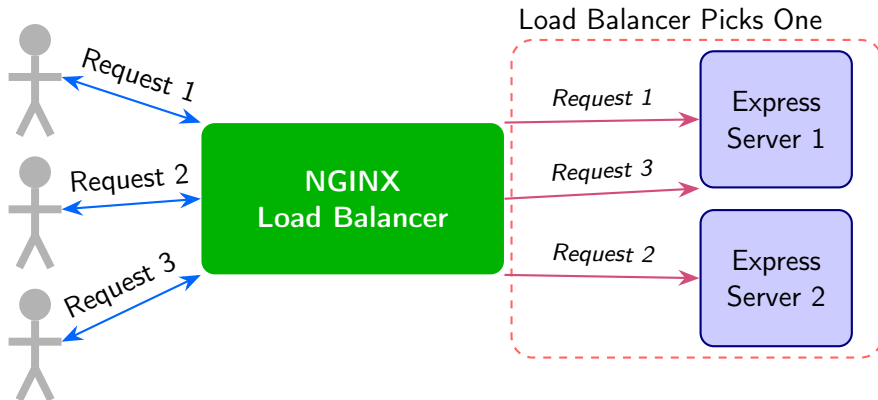 Load Balancer Picks One
Request 1
Request 2
Request 3
NGINX
Load Balancer
Request 1
Request 3
Request 2
Express
Server 1
Express
Server 2